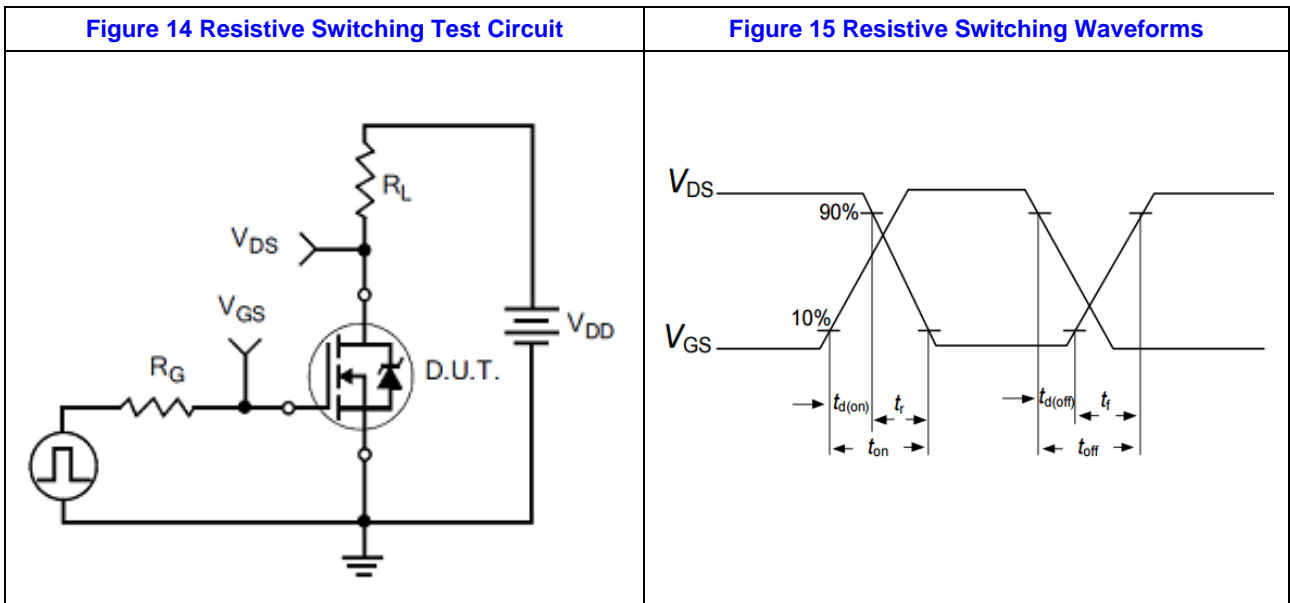 Figure 14 Resistive Switching Test Circuit
Figure 15 Resistive Switching Waveforms
RL
VDS
VGS
RG
D.U.T.
VDD
VDS
90%
10%
VGS
td(on) tr td(off) tf
ton toff